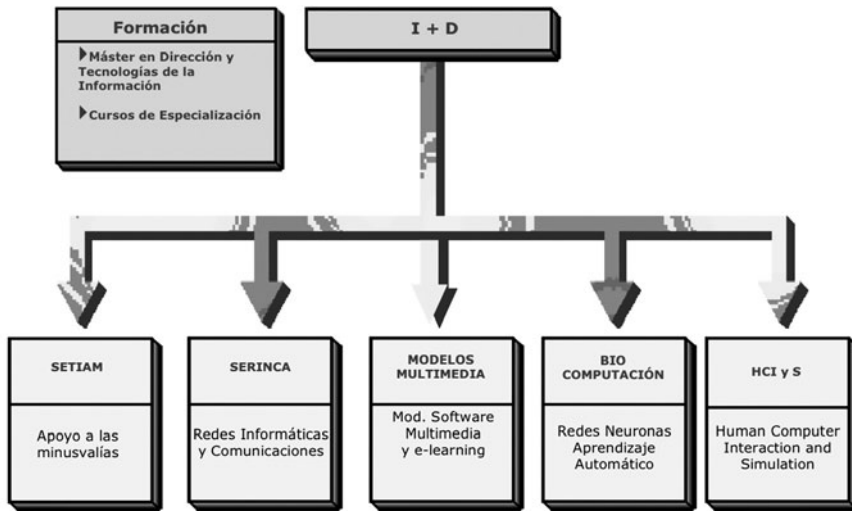 Formación
Máster en Dirección y
Tecnologías de la
Información
Cursos de Especialización
I + D
SETIAM
Apoyo a las
minusvalías
SERINCA
Redes Informáticas
y Comunicaciones
MODELOS
MULTIMEDIA
Mod. Software
Multimedia
y e-learning
BIO
COMPUTACIÓN
Redes Neuronas
Aprendizaje
Automático
HCI y S
Human Computer
Interaction and
Simulation